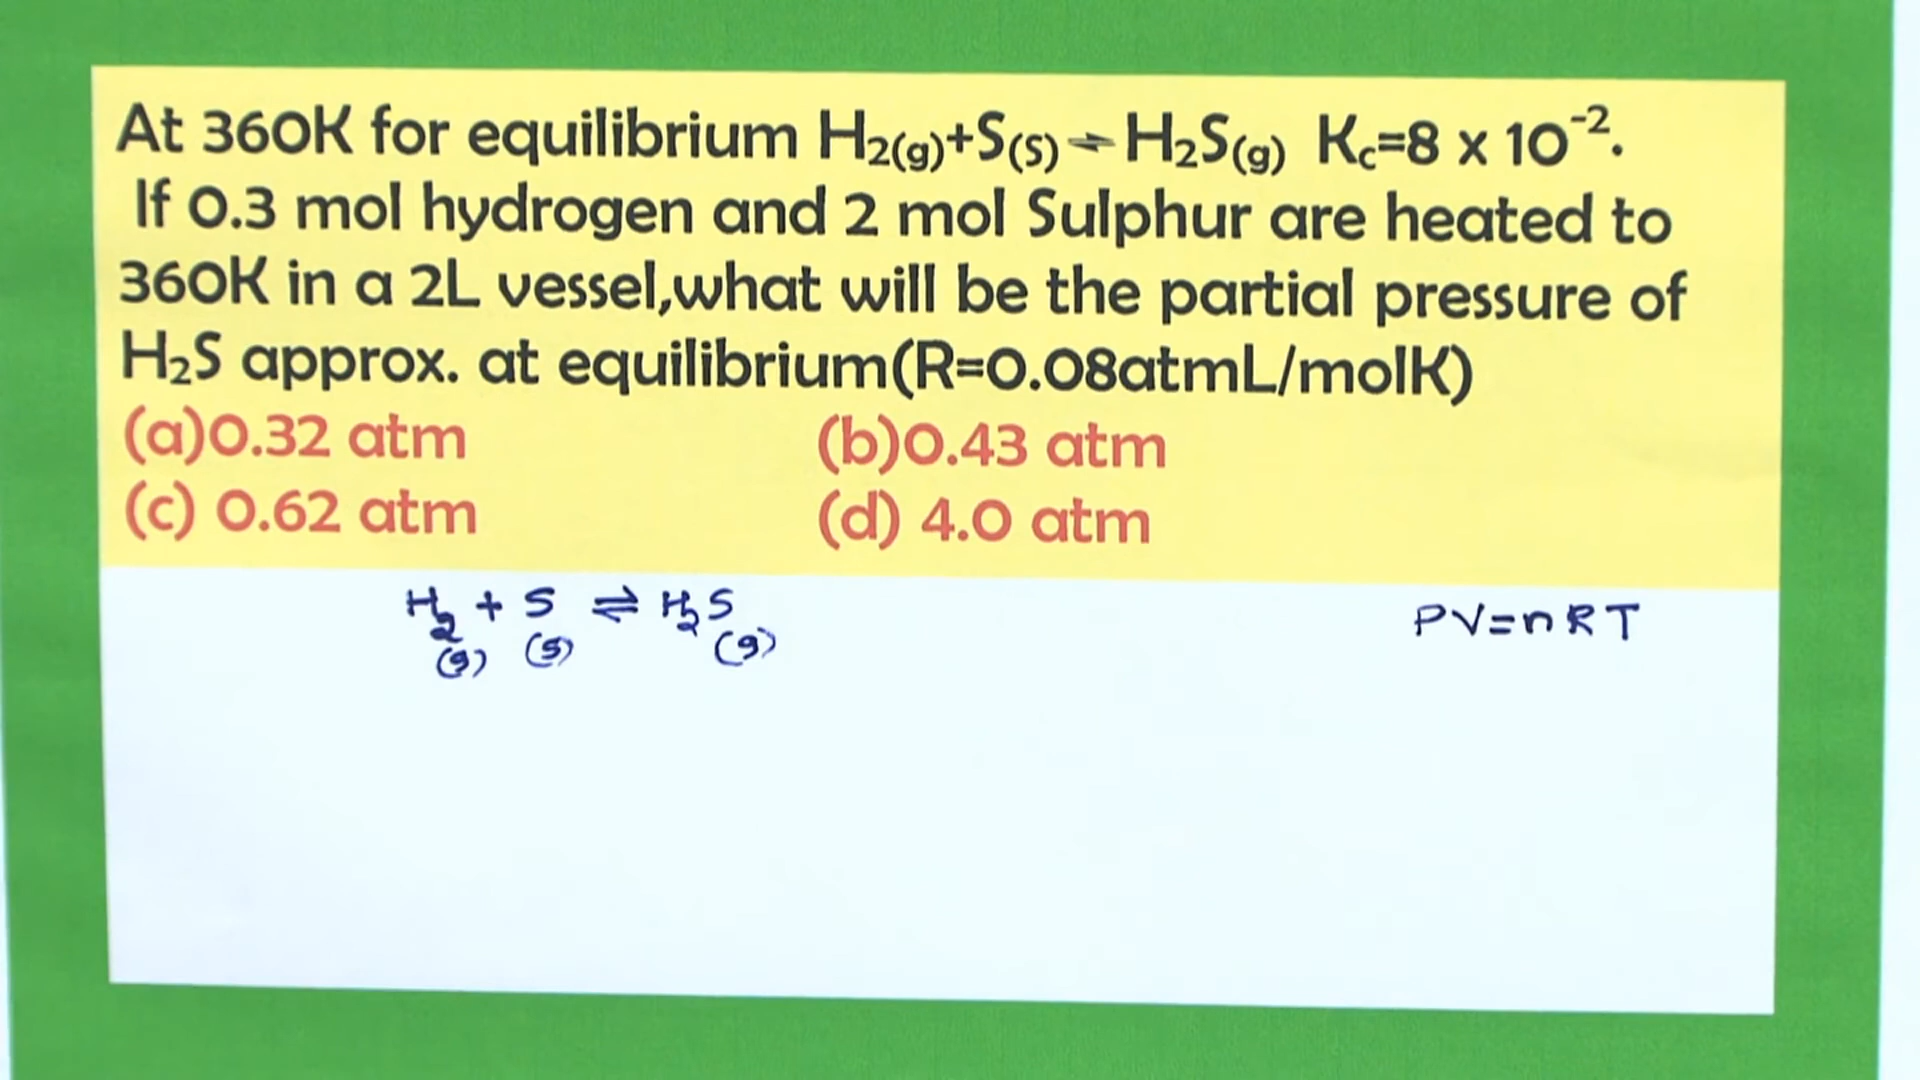 At 360K for equilibrium H₂(g)+S(s) ⇌ H₂S(g) Kc=8 x 10⁻².
If 0.3 mol hydrogen and 2 mol Sulphur are heated to
360K in a 2L vessel,what will be the partial pressure of
H₂S approx. at equilibrium(R=0.08atmL/molK)
(a)0.32 atm (b)0.43 atm
(c) 0.62 atm (d) 4.0 atm
H₂(g) + S(s) ⇌ H₂S(g) PV=nRT